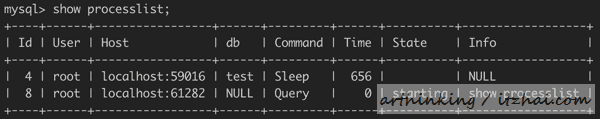 mysql> show processlist;
+----+------+-----------------+------+---------+------+----------+------------------+
| Id | User | Host            | db   | Command | Time | State    | Info             |
+----+------+-----------------+------+---------+------+----------+------------------+
|  4 | root | localhost:59016 | test | Sleep   |  656 |          | NULL             |
|  8 | root | localhost:61282 | NULL | Query   |    0 | starting | show processlist |
+----+------+-----------------+------+---------+------+----------+------------------+
arthinking / itzhai.com